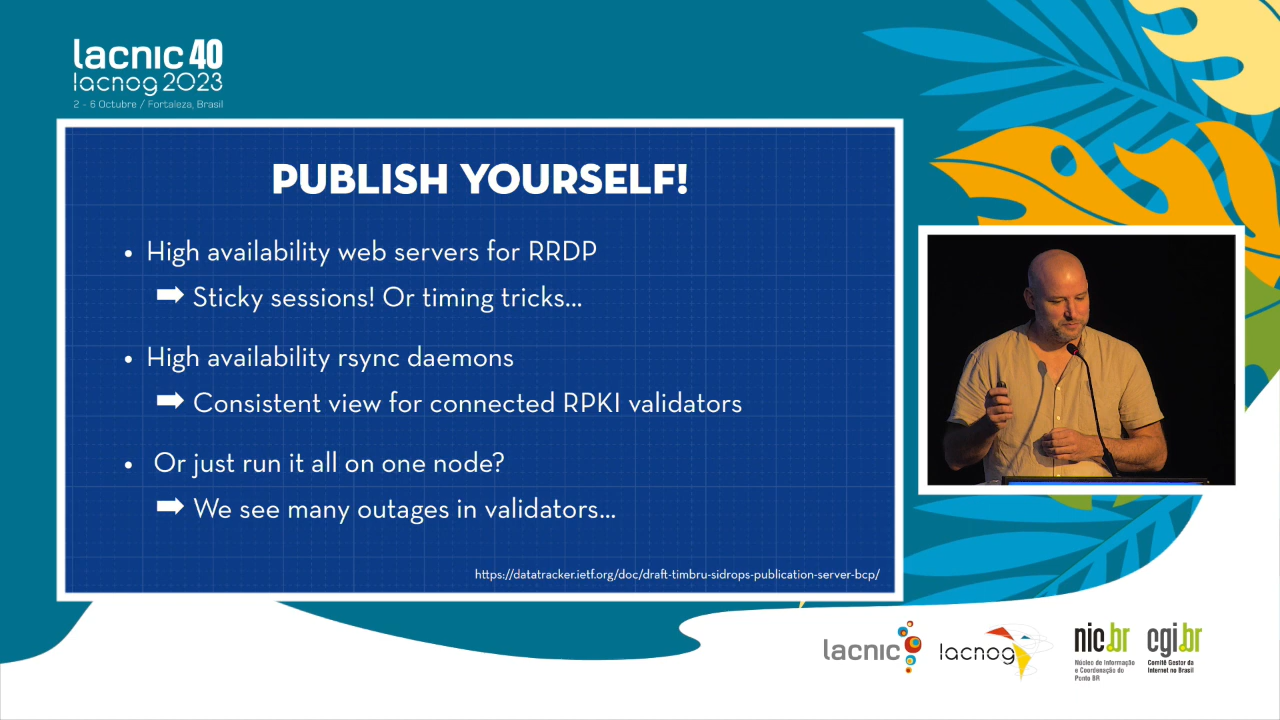 lacnic 40
lacnog 2023
2 - 6 Octubre / Fortaleza, Brasil
PUBLISH YOURSELF!
• High availability web servers for RRDP
➡ Sticky sessions! Or timing tricks...
• High availability rsync daemons
➡ Consistent view for connected RPKI validators
• Or just run it all on one node?
➡ We see many outages in validators...
https://datatracker.ietf.org/doc/draft-timbru-sidrops-publication-server-bcp/
lacnic
lacnog
nic.br
Núcleo de Informação
e Coordenação do
Ponto BR
cgi.br
Comitê Gestor da
Internet no Brasil